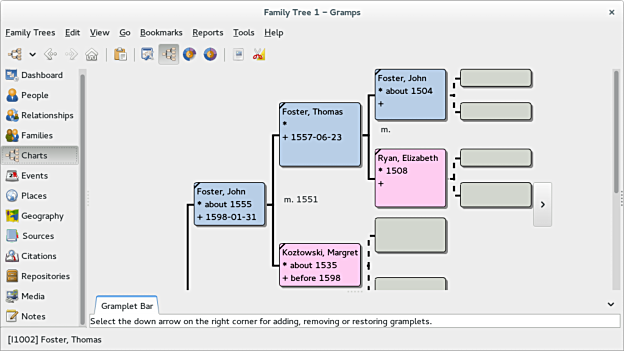 Family Tree 1 – Gramps
Family Trees Edit View Go Bookmarks Reports Tools Help
Dashboard
People
Relationships
Families
Charts
Events
Places
Geography
Sources
Citations
Repositories
Media
Notes
Foster, John
* about 1555
+ 1598-01-31
Foster, Thomas
*
+ 1557-06-23
m. 1551
Kozłowski, Margret
* about 1535
+ before 1598
Foster, John
* about 1504
+
m.
Ryan, Elizabeth
* 1508
+
Gramplet Bar
Select the down arrow on the right corner for adding, removing or restoring gramplets.
[I1002] Foster, Thomas